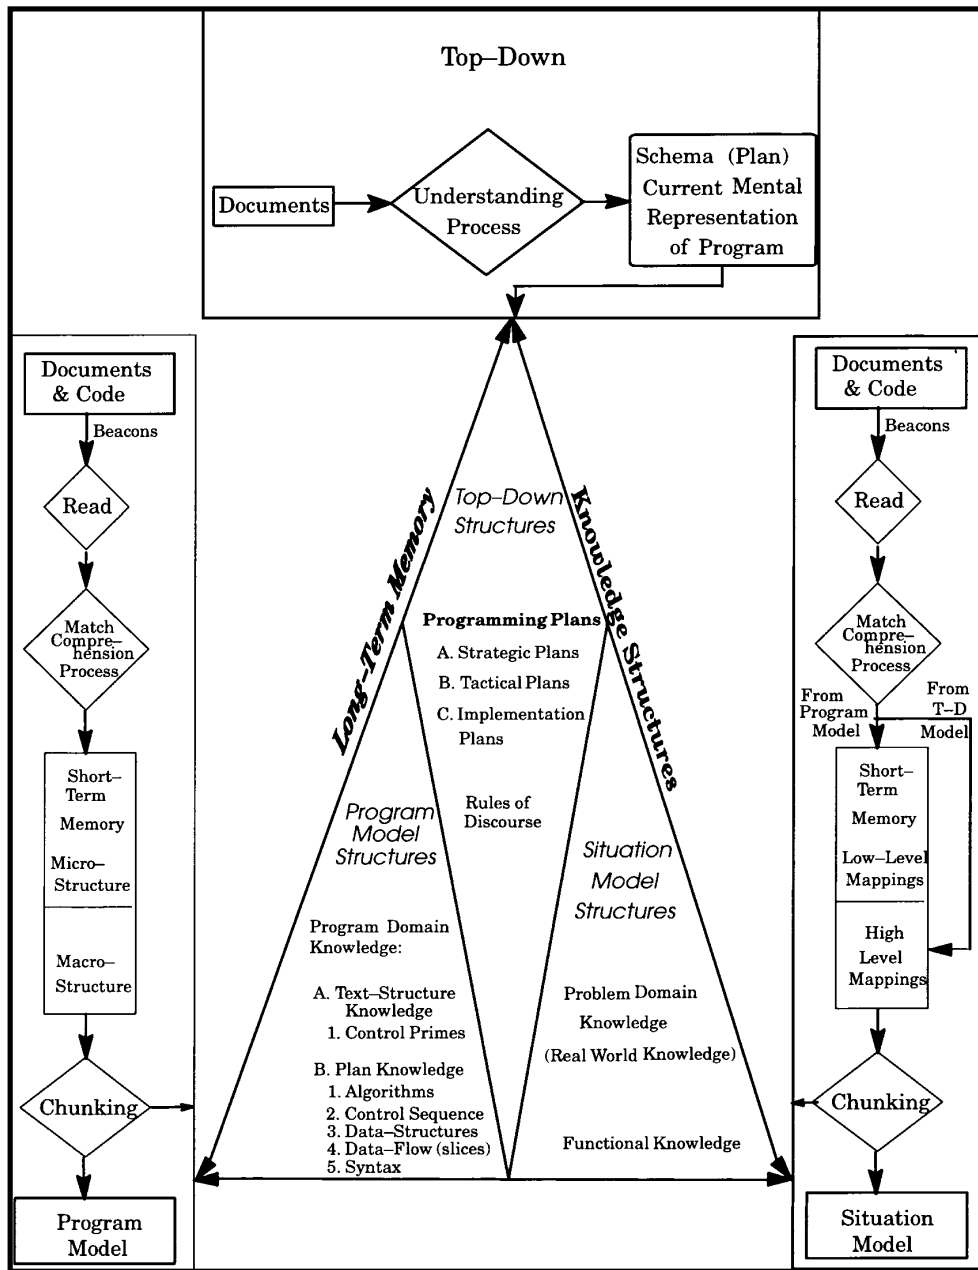 Top–Down
Documents
Understanding
Process
Schema (Plan)
Current Mental
Representation
of Program
Documents
& Code
Beacons
Read
Match
Compre–
hension
Process
Short–
Term
Memory
Micro–
Structure
Macro–
Structure
Chunking
Program
Model
Long–Term Memory
Knowledge Structures
Top–Down
Structures
Programming Plans
A. Strategic Plans
B. Tactical Plans
C. Implementation
Plans
Rules of
Discourse
Program
Model
Structures
Program Domain
Knowledge:
A. Text–Structure
Knowledge
1. Control Primes
B. Plan Knowledge
1. Algorithms
2. Control Sequence
3. Data–Structures
4. Data–Flow (slices)
5. Syntax
Situation
Model
Structures
Problem Domain
Knowledge
(Real World Knowledge)
Functional Knowledge
Documents
& Code
Beacons
Read
Match
Compre–
hension
Process
From
Program
Model
From
T–D
Model
Short–
Term
Memory
Low–Level
Mappings
High
Level
Mappings
Chunking
Situation
Model